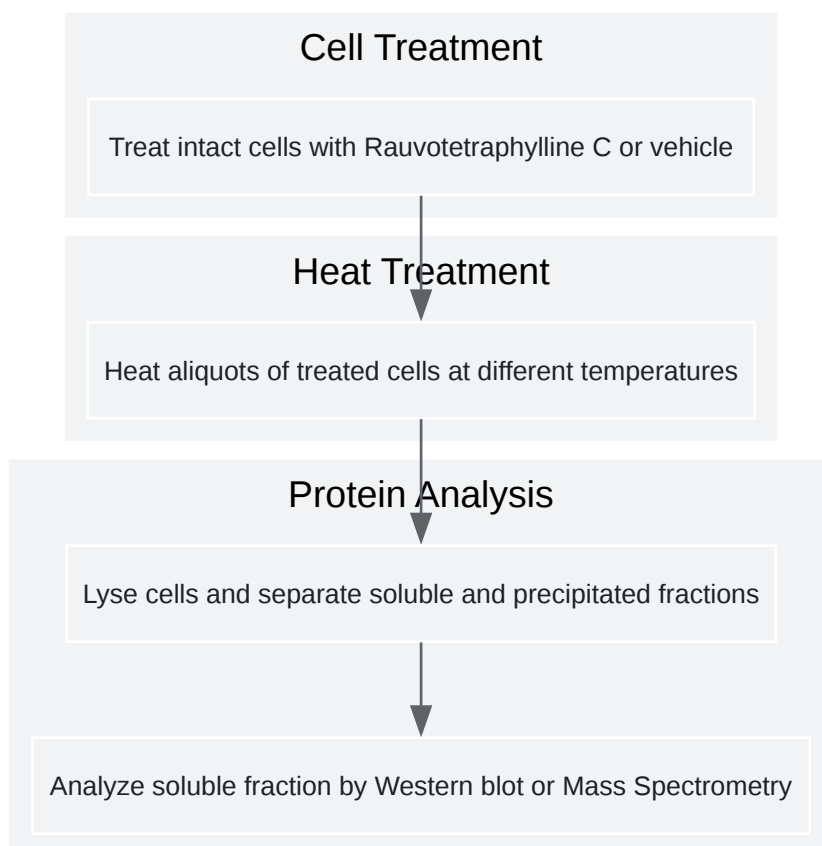 Cell Treatment
Treat intact cells with Rauvotetraphylline C or vehicle
Heat Treatment
Heat aliquots of treated cells at different temperatures
Protein Analysis
Lyse cells and separate soluble and precipitated fractions
Analyze soluble fraction by Western blot or Mass Spectrometry